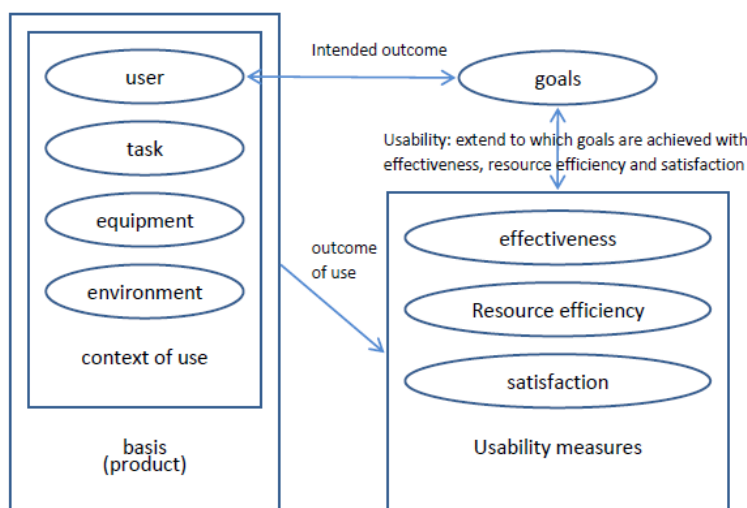 user
Intended outcome
goals
task
Usability: extend to which goals are achieved with
effectiveness, resource efficiency and satisfaction
equipment
effectiveness
outcome
of use
environment
Resource efficiency
context of use
satisfaction
basis
(product)
Usability measures